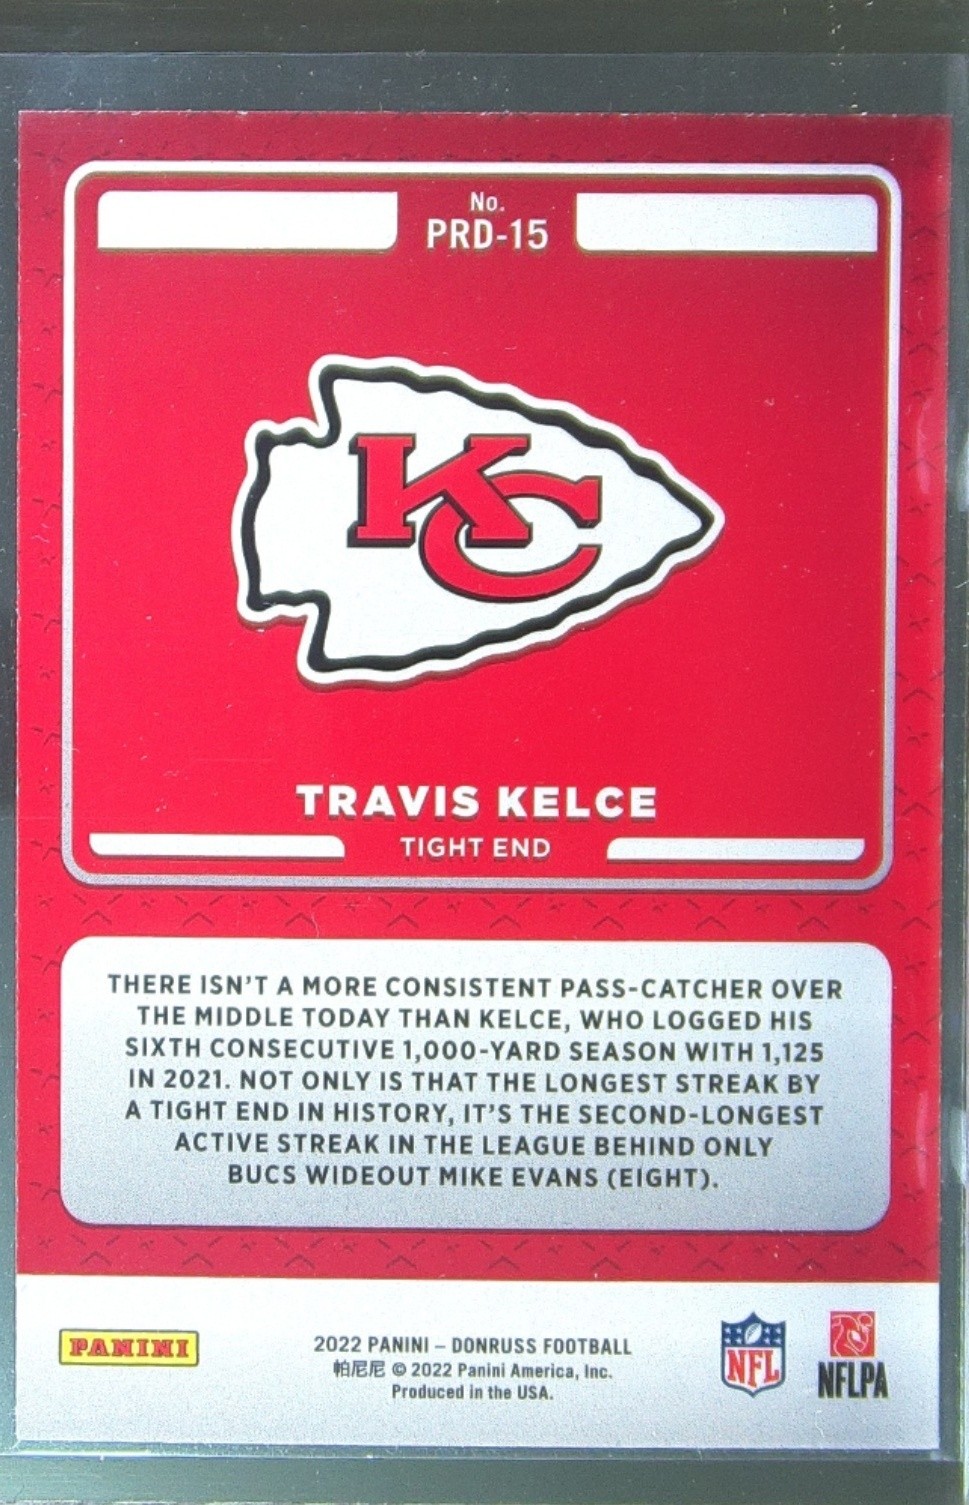 No.
PRD-15
KC
TRAVIS KELCE
TIGHT END
THERE ISN'T A MORE CONSISTENT PASS-CATCHER OVER
THE MIDDLE TODAY THAN KELCE, WHO LOGGED HIS
SIXTH CONSECUTIVE 1,000-YARD SEASON WITH 1,125
IN 2021. NOT ONLY IS THAT THE LONGEST STREAK BY
A TIGHT END IN HISTORY, IT'S THE SECOND-LONGEST
ACTIVE STREAK IN THE LEAGUE BEHIND ONLY
BUCS WIDEOUT MIKE EVANS (EIGHT).
PANINI
2022 PANINI – DONRUSS FOOTBALL
帕尼尼 © 2022 Panini America, Inc.
Produced in the USA.
NFL
NFLPA